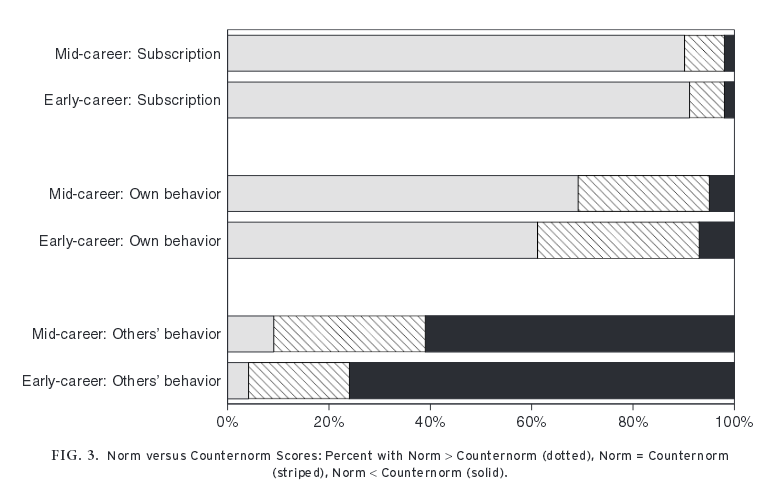 Mid-career: Subscription
Early-career: Subscription
Mid-career: Own behavior
Early-career: Own behavior
Mid-career: Others’ behavior
Early-career: Others’ behavior
0% 20% 40% 60% 80% 100%
FIG. 3. Norm versus Counternorm Scores: Percent with Norm > Counternorm (dotted), Norm = Counternorm
(striped), Norm < Counternorm (solid).